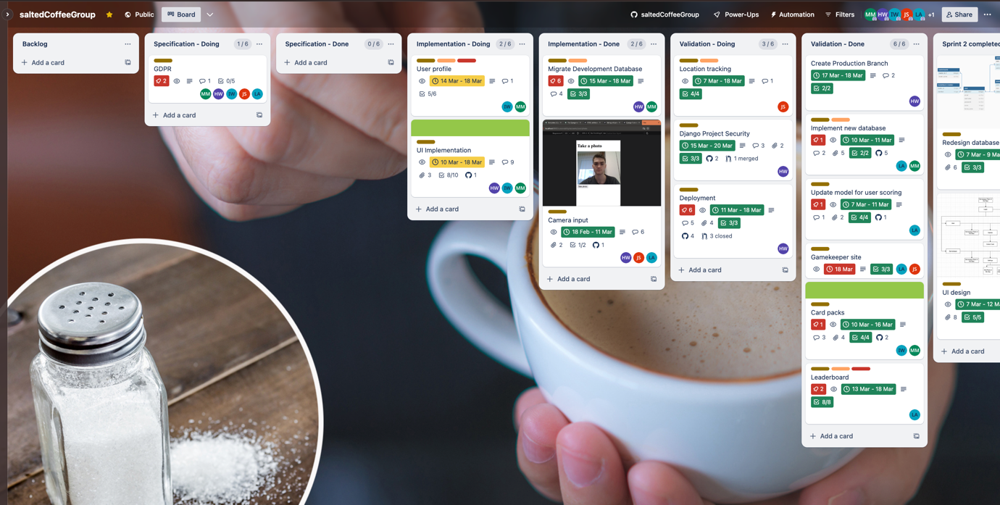 saltedCoffeeGroup
Public
Board
saltedCoffeeGroup
Power-Ups
Automation
Filters
MM HW IW JS LA +1
Share
Backlog
Add a card
Specification - Doing 1 / 6
GDPR
2 1 0/5
MM HW IW JS LA
Add a card
Specification - Done 0 / 6
Add a card
Implementation - Doing 2 / 6
User profile
14 Mar - 18 Mar 1
5/6
IW MM
UI Implementation
10 Mar - 18 Mar 9
3 8/10 1
HW IW MM
Add a card
Implementation - Done 2 / 6
Migrate Development Database
6 15 Mar - 18 Mar
4 3/3
HW MM
Take a photo
Camera input
18 Feb - 11 Mar 6
2 1/2 1
HW JS LA
Add a card
Validation - Doing 3 / 6
Location tracking
7 Mar - 18 Mar 1
4/4
JS
Django Project Security
15 Mar - 20 Mar 3 2
3/3 2 1 merged
HW
Deployment
6 11 Mar - 18 Mar
5 4 3/3
4 3 closed
HW
Add a card
Validation - Done 6 / 6
Create Production Branch
17 Mar - 18 Mar 2
2/2
HW
Implement new database
1 10 Mar - 11 Mar
2 5 2/2 5
LA MM
Update model for user scoring
1 7 Mar - 11 Mar
1 2 4/4 1
LA
Gamekeeper site
18 Mar 3/3 LA JS
Card packs
1 10 Mar - 16 Mar
3 4 4/4 2
IW MM
Leaderboard
2 13 Mar - 18 Mar
8/8
LA
Add a card
Sprint 2 completed
Redesign database
7 Mar - 9 Ma
6 3/3
UI design
7 Mar - 12 M
8 5/5
Add a card